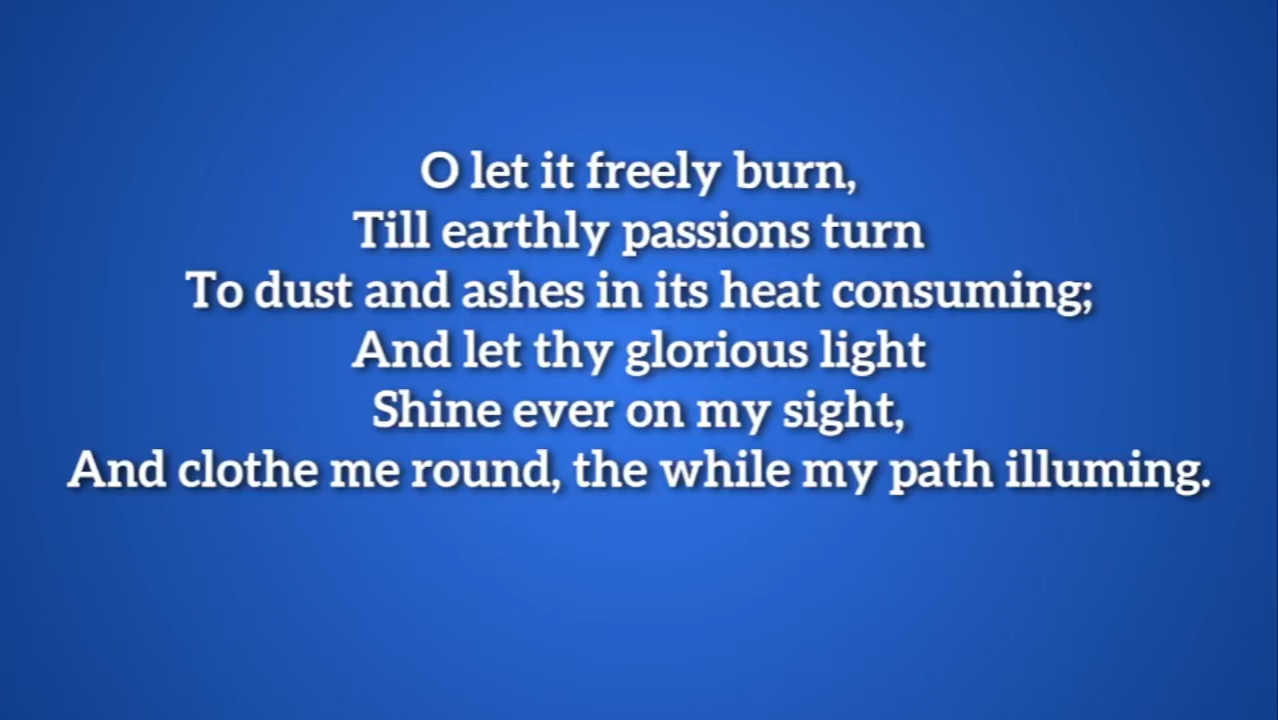 O let it freely burn,
Till earthly passions turn
To dust and ashes in its heat consuming;
And let thy glorious light
Shine ever on my sight,
And clothe me round, the while my path illuming.